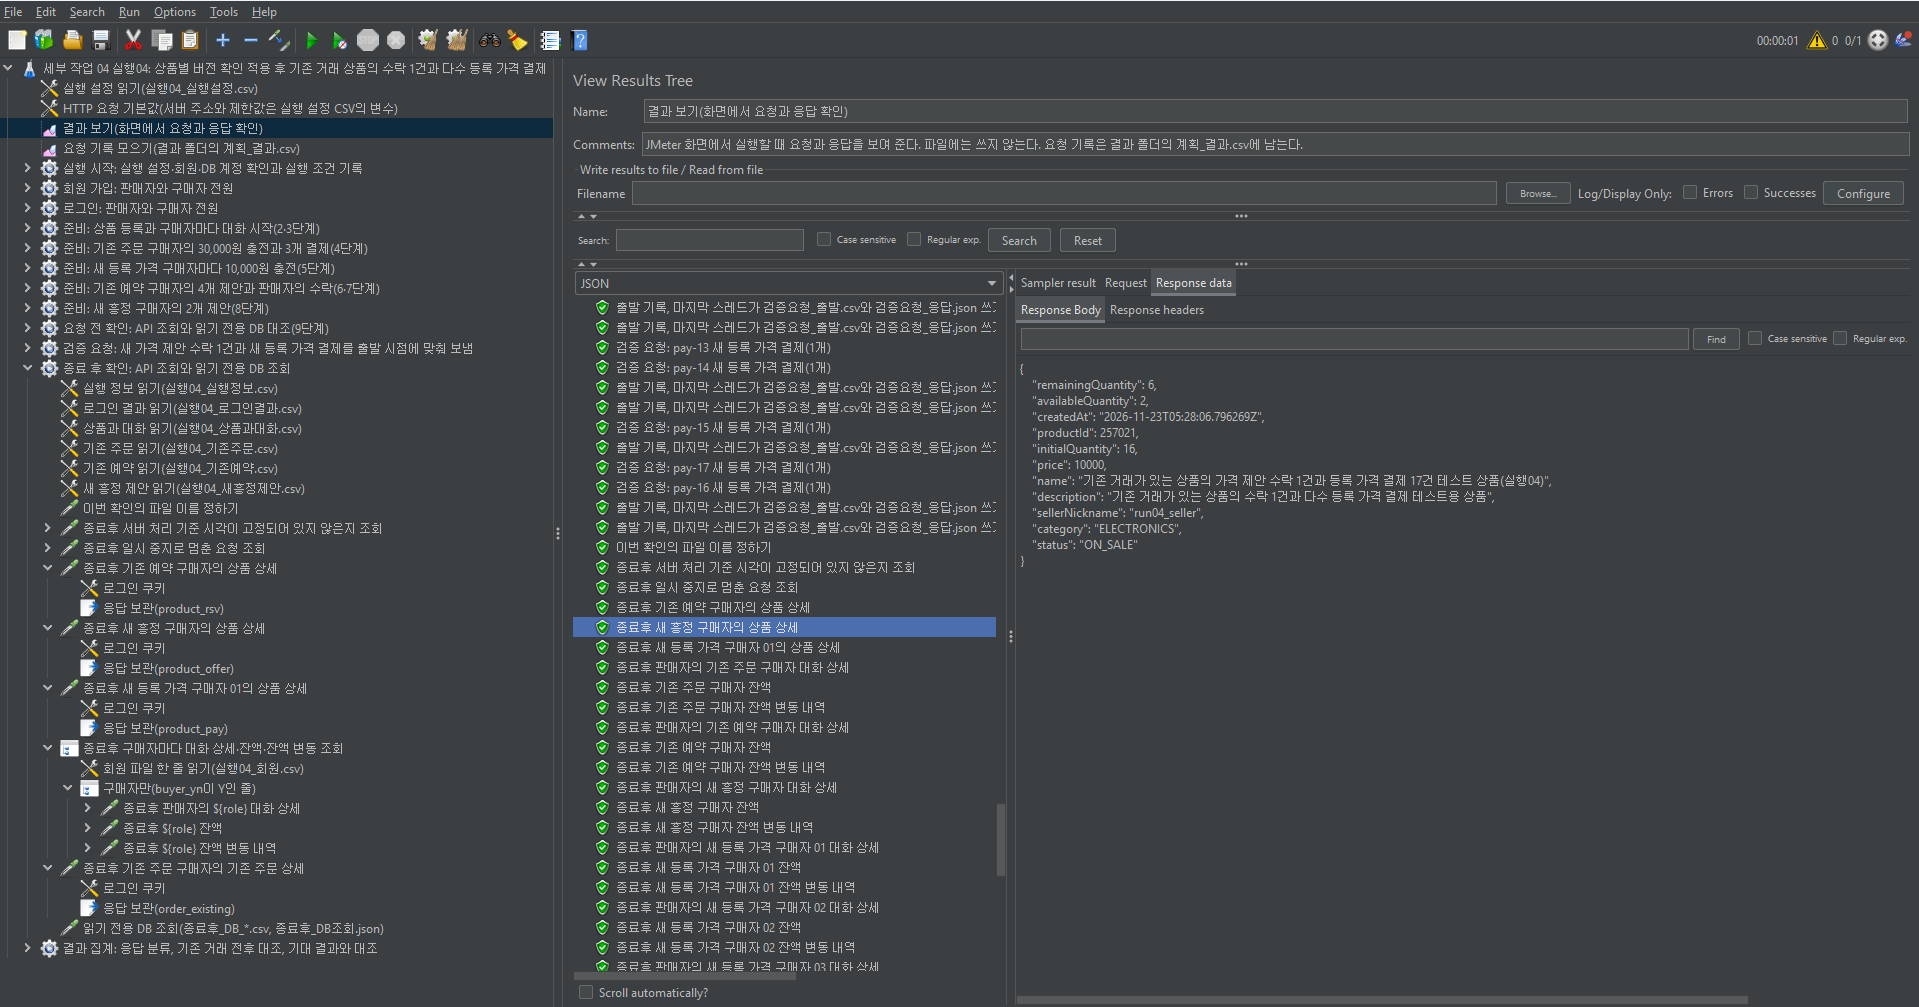 File Edit Search Run Options Tools Help
00:00:01 0 0/1
세부 작업 04 실행04: 상품별 버전 확인 적용 후 기존 거래 상품의 수락 1건과 다수 등록 가격 결제
실행 설정 읽기(실행04_실행설정.csv)
HTTP 요청 기본값(서버 주소와 제한값은 실행 설정 CSV의 변수)
결과 보기(화면에서 요청과 응답 확인)
요청 기록 모으기(결과 폴더의 계획_결과.csv)
실행 시작: 실행 설정·회원·DB 계정 확인과 실행 조건 기록
회원 가입: 판매자와 구매자 전원
로그인: 판매자와 구매자 전원
준비: 상품 등록과 구매자마다 대화 시작(2·3단계)
준비: 기존 주문 구매자의 30,000원 충전과 3개 결제(4단계)
준비: 새 등록 가격 구매자마다 10,000원 충전(5단계)
준비: 기존 예약 구매자의 4개 제안과 판매자의 수락(6·7단계)
준비: 새 흥정 구매자의 2개 제안(8단계)
요청 전 확인: API 조회와 읽기 전용 DB 대조(9단계)
검증 요청: 새 가격 제안 수락 1건과 새 등록 가격 결제를 출발 시점에 맞춰 보냄
종료 후 확인: API 조회와 읽기 전용 DB 조회
실행 정보 읽기(실행04_실행정보.csv)
로그인 결과 읽기(실행04_로그인결과.csv)
상품과 대화 읽기(실행04_상품과대화.csv)
기존 주문 읽기(실행04_기존주문.csv)
기존 예약 읽기(실행04_기존예약.csv)
새 흥정 제안 읽기(실행04_새흥정제안.csv)
이번 확인의 파일 이름을 정하기
종료후 서버 처리 기준 시각이 고정되어 있지 않은지 조회
종료후 일시 중지로 멈춘 요청 조회
종료후 기존 예약 구매자의 상품 상세
로그인 쿠키
응답 보관(product_rsv)
종료후 새 흥정 구매자의 상품 상세
로그인 쿠키
응답 보관(product_offer)
종료후 새 등록 가격 구매자 01의 상품 상세
로그인 쿠키
응답 보관(product_pay)
종료후 구매자마다 대화 상세·잔액·잔액 변동 조회
회원 파일 한 줄 읽기(실행04_회원.csv)
구매자만(buyer_yn이 Y인 줄)
종료후 판매자의 ${role} 대화 상세
종료후 ${role} 잔액
종료후 ${role} 잔액 변동 내역
종료후 기존 주문 구매자의 기존 주문 상세
로그인 쿠키
응답 보관(order_existing)
읽기 전용 DB 조회(종료후_DB_*.csv, 종료후_DB조회.json)
결과 집계: 응답 분류, 기존 거래 전후 대조, 기대 결과와 대조
View Results Tree
Name: 결과 보기(화면에서 요청과 응답 확인)
Comments: JMeter 화면에서 실행할 때 요청과 응답을 보여 준다. 파일에는 쓰지 않는다. 요청 기록은 결과 폴더의 계획_결과.csv에 남는다.
Write results to file / Read from file
Filename Browse... Log/Display Only: Errors Successes Configure
Search: Case sensitive Regular exp. Search Reset
JSON
출발 기록, 마지막 스레드가 검증요청_출발.csv와 검증요청_응답.json 쓰기
출발 기록, 마지막 스레드가 검증요청_출발.csv와 검증요청_응답.json 쓰기
검증 요청: pay-13 새 등록 가격 결제(1개)
검증 요청: pay-14 새 등록 가격 결제(1개)
출발 기록, 마지막 스레드가 검증요청_출발.csv와 검증요청_응답.json 쓰기
출발 기록, 마지막 스레드가 검증요청_출발.csv와 검증요청_응답.json 쓰기
검증 요청: pay-15 새 등록 가격 결제(1개)
출발 기록, 마지막 스레드가 검증요청_출발.csv와 검증요청_응답.json 쓰기
검증 요청: pay-17 새 등록 가격 결제(1개)
검증 요청: pay-16 새 등록 가격 결제(1개)
출발 기록, 마지막 스레드가 검증요청_출발.csv와 검증요청_응답.json 쓰기
출발 기록, 마지막 스레드가 검증요청_출발.csv와 검증요청_응답.json 쓰기
이번 확인의 파일 이름을 정하기
종료후 서버 처리 기준 시각이 고정되어 있지 않은지 조회
종료후 일시 중지로 멈춘 요청 조회
종료후 기존 예약 구매자의 상품 상세
종료후 새 흥정 구매자의 상품 상세
종료후 새 등록 가격 구매자 01의 상품 상세
종료후 판매자의 기존 주문 구매자 대화 상세
종료후 기존 주문 구매자 잔액
종료후 기존 주문 구매자 잔액 변동 내역
종료후 판매자의 기존 예약 구매자 대화 상세
종료후 기존 예약 구매자 잔액
종료후 기존 예약 구매자 잔액 변동 내역
종료후 판매자의 새 흥정 구매자 대화 상세
종료후 새 흥정 구매자 잔액
종료후 새 흥정 구매자 잔액 변동 내역
종료후 판매자의 새 등록 가격 구매자 01 대화 상세
종료후 새 등록 가격 구매자 01 잔액
종료후 새 등록 가격 구매자 01 잔액 변동 내역
종료후 판매자의 새 등록 가격 구매자 02 대화 상세
종료후 새 등록 가격 구매자 02 잔액
종료후 새 등록 가격 구매자 02 잔액 변동 내역
종료후 판매자의 새 등록 가격 구매자 03 대화 상세
Scroll automatically?
Sampler result Request Response data
Response Body Response headers
Find Case sensitive Regular exp.
{
"remainingQuantity": 6,
"availableQuantity": 2,
"createdAt": "2026-11-23T05:28:06.796269Z",
"productId": 257021,
"initialQuantity": 16,
"price": 10000,
"name": "기존 거래가 있는 상품의 가격 제안 수락 1건과 등록 가격 결제 17건 테스트 상품(실행04)",
"description": "기존 거래가 있는 상품의 수락 1건과 다수 등록 가격 결제 테스트용 상품",
"sellerNickname": "run04_seller",
"category": "ELECTRONICS",
"status": "ON_SALE"
}